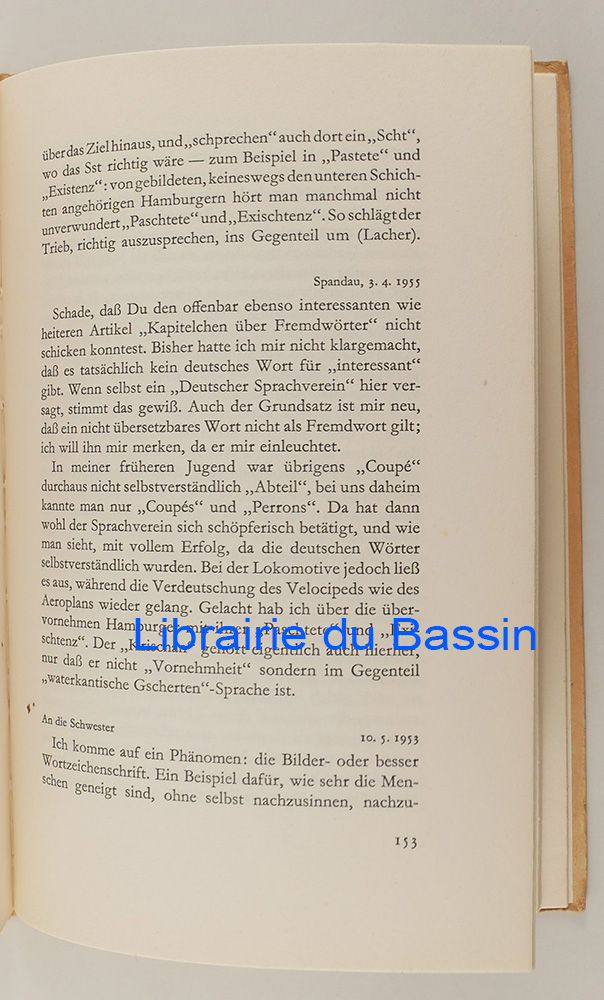 über das Ziel hinaus, und „schprechen“ auch dort ein „Scht“,
wo das Sst richtig wäre — zum Beispiel in „Pastete“ und
„Existenz“: von gebildeten, keineswegs den unteren Schich-
ten angehörigen Hamburgern hört man manchmal nicht
unverwundert „Paschtete“ und „Exischtenz“. So schlägt der
Trieb, richtig auszusprechen, ins Gegenteil um (Lacher).
Spandau, 3. 4. 1955
Schade, daß Du den offenbar ebenso interessanten wie
heiteren Artikel „Kapitelchen über Fremdwörter“ nicht
schicken konntest. Bisher hatte ich mir nicht klargemacht,
daß es tatsächlich kein deutsches Wort für „interessant“
gibt. Wenn selbst ein „Deutscher Sprachverein“ hier ver-
sagt, stimmt das gewiß. Auch der Grundsatz ist mir neu,
daß ein nicht übersetzbares Wort nicht als Fremdwort gilt;
ich will ihn mir merken, da er mir einleuchtet.
In meiner früheren Jugend war übrigens „Coupé“
durchaus nicht selbstverständlich „Abteil“, bei uns daheim
kannte man nur „Coupés“ und „Perrons“. Da hat dann
wohl der Sprachverein sich schöpferisch betätigt, und wie
man sieht, mit vollem Erfolg, da die deutschen Wörter
selbstverständlich wurden. Bei der Lokomotive jedoch ließ
es aus, während die Verdeutschung des Velocipeds wie des
Aeroplans wieder gelang. Gelacht hab ich über die über-
vornehmen Hamburger mit ihrer „Paschtete“ und „Exi-
schtenz“. Der „Krischan“ gehört eigentlich auch hierher,
nur daß er nicht „Vornehmheit“ sondern im Gegenteil
„waterkantische Gscherten“-Sprache ist.
Librairie du Bassin
An die Schwester
10. 5. 1953
Ich komme auf ein Phänomen: die Bilder- oder besser
Wortzeichenschrift. Ein Beispiel dafür, wie sehr die Men-
schen geneigt sind, ohne selbst nachzusinnen, nachzu-
153